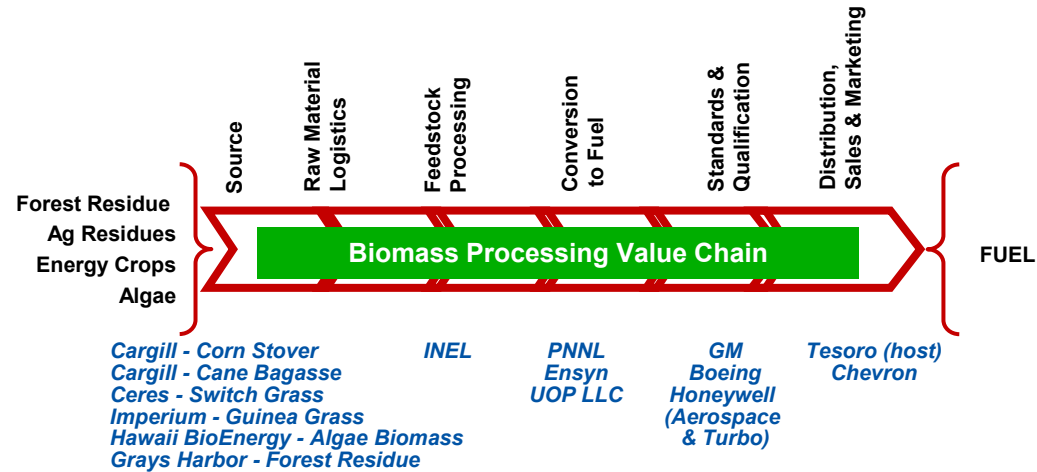 Source
Raw Material
Logistics
Feedstock
Processing
Conversion
to Fuel
Standards &
Qualification
Distribution,
Sales & Marketing
Forest Residue
Ag Residues
Energy Crops
Algae
Biomass Processing Value Chain
FUEL
Cargill - Corn Stover
Cargill - Cane Bagasse
Ceres - Switch Grass
Imperium - Guinea Grass
Hawaii BioEnergy - Algae Biomass
Grays Harbor - Forest Residue
INEL
PNNL
Ensyn
UOP LLC
GM
Boeing
Honeywell
(Aerospace
& Turbo)
Tesoro (host)
Chevron